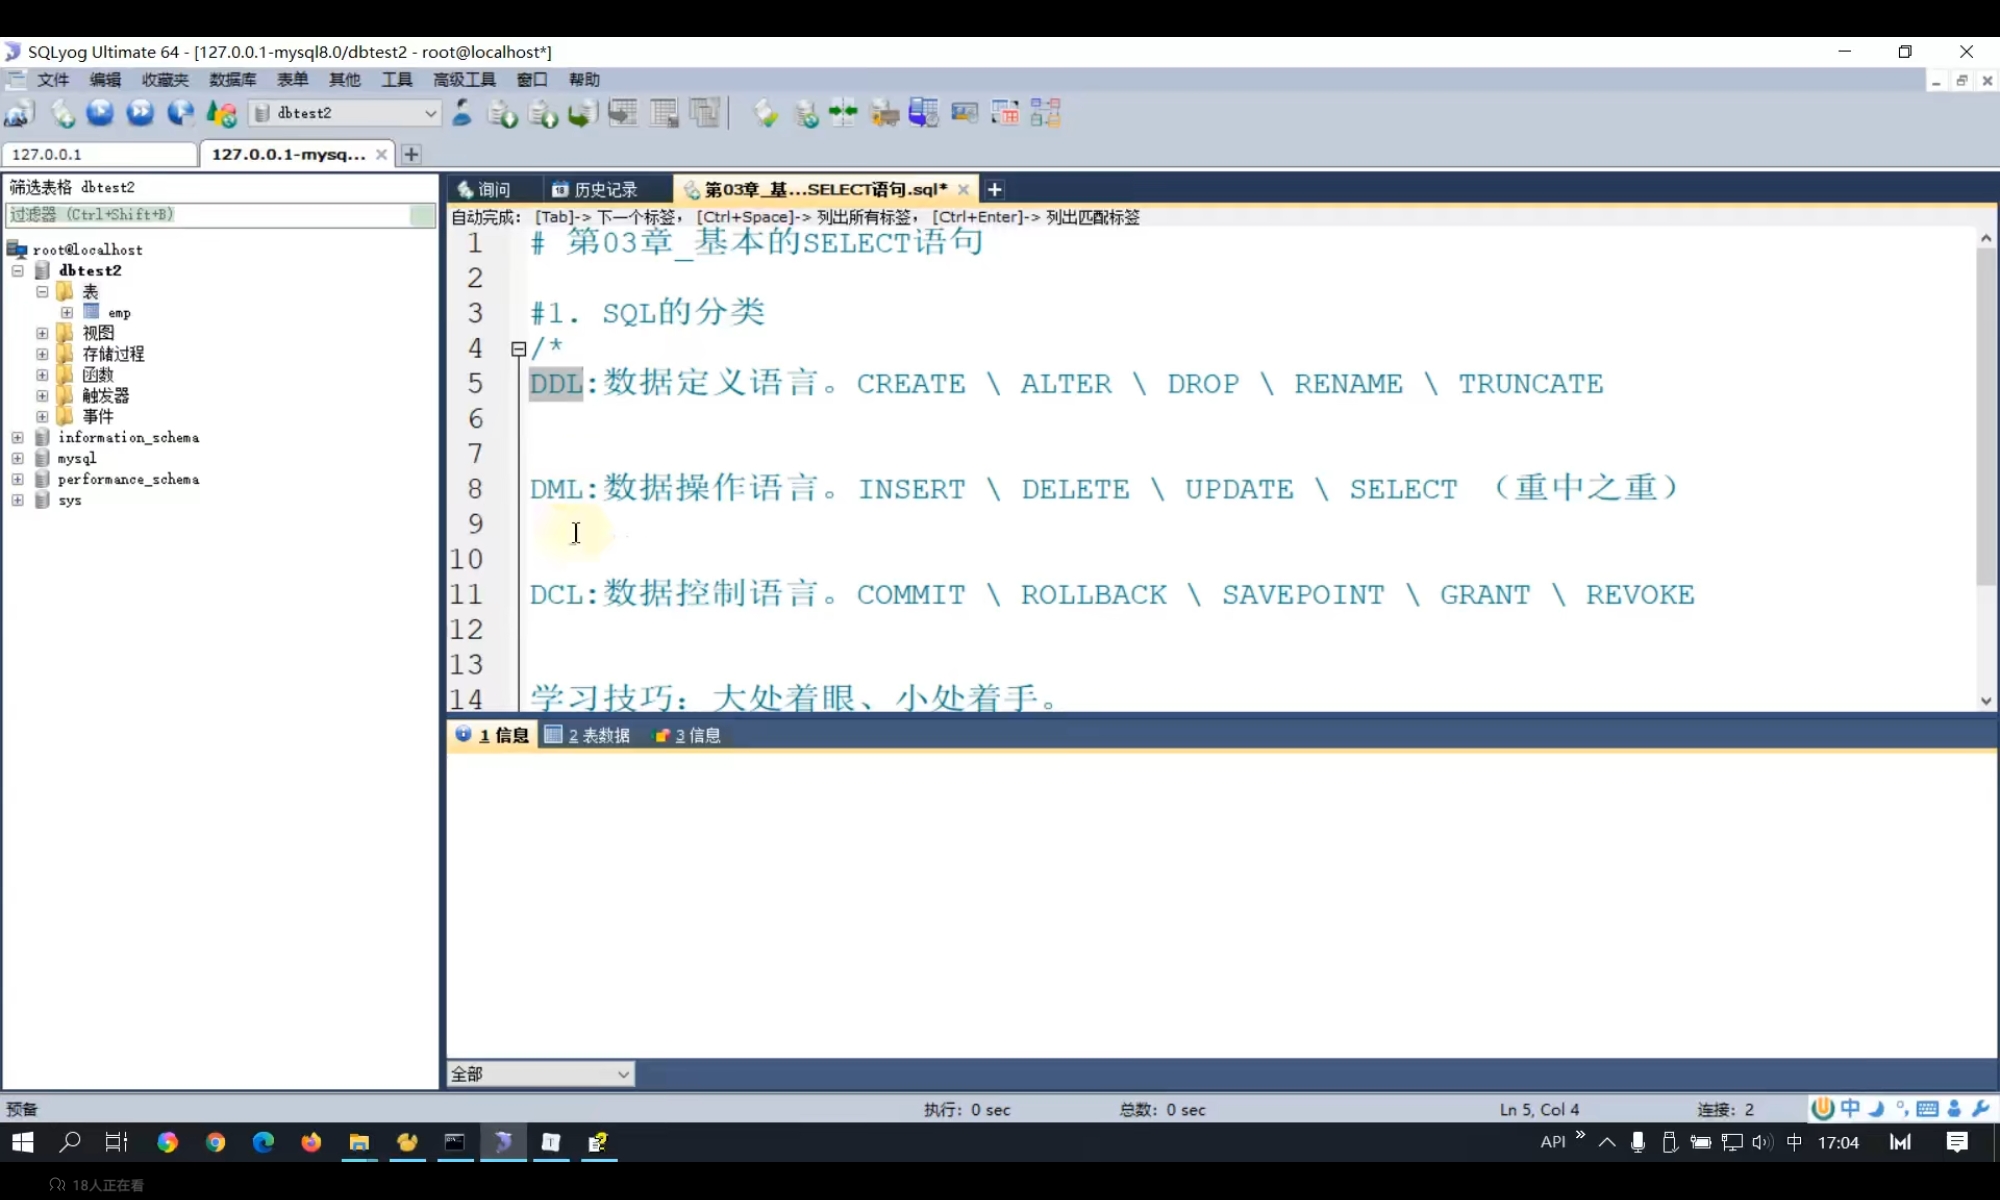 SQLyog Ultimate 64 - [127.0.0.1-mysql8.0/dbtest2 - root@localhost*]
文件 编辑 收藏夹 数据库 表单 其他 工具 高级工具 窗口 帮助
dbtest2
127.0.0.1 127.0.0.1-mysq...
筛选表格 dbtest2
过滤器 (Ctrl+Shift+B)
root@localhost
dbtest2
表
emp
视图
存储过程
函数
触发器
事件
information_schema
mysql
performance_schema
sys
询问 历史记录 第03章_基...SELECT语句.sql*
自动完成: [Tab]-> 下一个标签, [Ctrl+Space]-> 列出所有标签, [Ctrl+Enter]-> 列出匹配标签
1 # 第03章_基本的SELECT语句
2
3 #1. SQL的分类
4 /*
5 DDL:数据定义语言。CREATE \ ALTER \ DROP \ RENAME \ TRUNCATE
6
7
8 DML:数据操作语言。INSERT \ DELETE \ UPDATE \ SELECT （重中之重）
9
10
11 DCL:数据控制语言。COMMIT \ ROLLBACK \ SAVEPOINT \ GRANT \ REVOKE
12
13
14 学习技巧：大处着眼、小处着手。
1 信息 2 表数据 3 信息
全部
预备 执行: 0 sec 总数: 0 sec Ln 5, Col 4 连接: 2 中
API 中 17:04
18人正在看